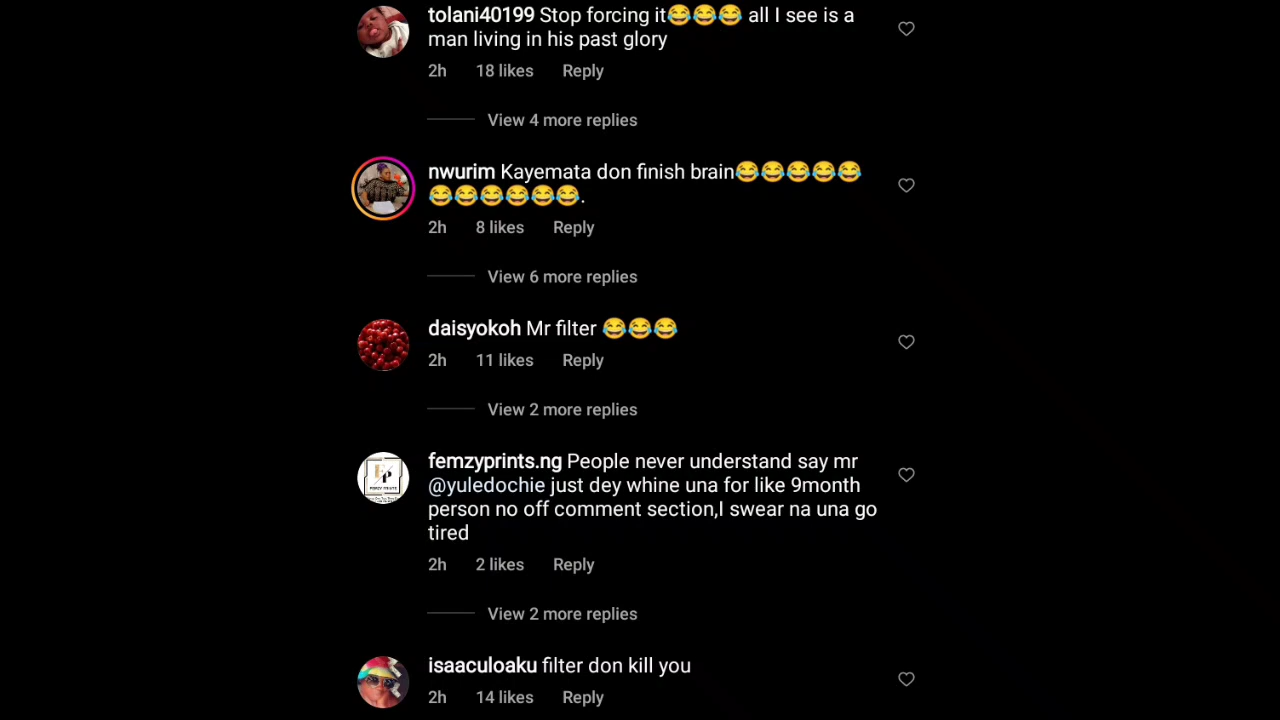 tolani40199 Stop forcing it😂😂😂 all I see is a
man living in his past glory
2h 18 likes Reply
View 4 more replies
nwurim Kayemata don finish brain😂😂😂😂😂
😂😂😂😂😂😂.
2h 8 likes Reply
View 6 more replies
daisyokoh Mr filter 😂😂😂
2h 11 likes Reply
View 2 more replies
femzyprints.ng People never understand say mr
@yuledochie just dey whine una for like 9month
person no off comment section,I swear na una go
tired
2h 2 likes Reply
View 2 more replies
isaaculoaku filter don kill you
2h 14 likes Reply